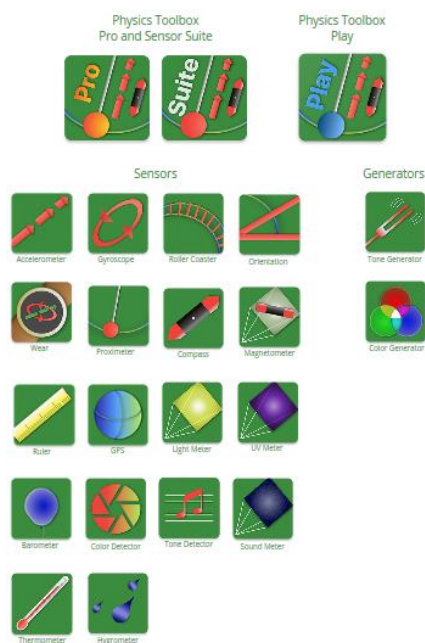 Physics Toolbox
Pro and Sensor Suite
Physics Toolbox
Play
Pro
Suite
Play
Sensors
Generators
Accelerometer
Gyroscope
Roller Coaster
Orientation
Tone Generator
Wear
Proximeter
Compass
Magnetometer
Color Generator
Ruler
GPS
Light Meter
UV Meter
Barometer
Color Detector
Tone Detector
Sound Meter
Thermometer
Hygrometer